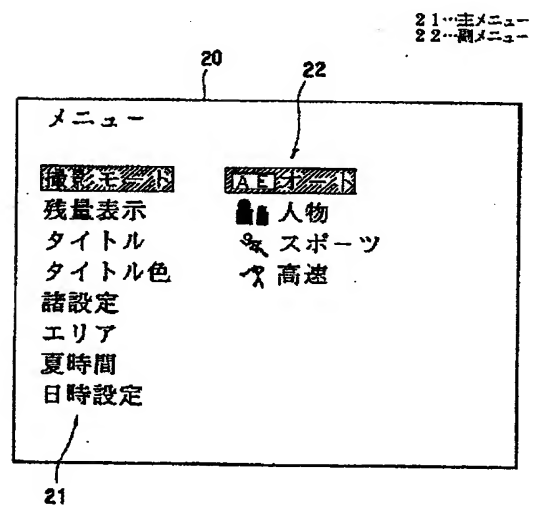 21…主メニュー
22…副メニュー
20
22
メニュー
撮影モード
AEオート
残量表示
人物
タイトル
スポーツ
タイトル色
高速
諸設定
エリア
夏時間
日時設定
21